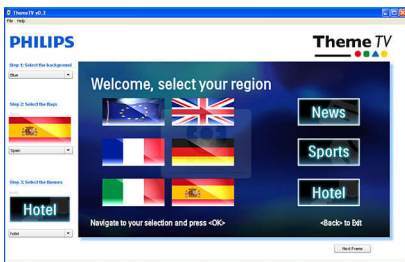 ThemeTV v0.3
File Help
PHILIPS
Theme TV
Step 1: Select the background
Blue
Step 2: Select the flags
Spain
Step 3: Select the themes
Hotel
hotel
Welcome, select your region
News
Sports
Hotel
Navigate to your selection and press <OK>
<Back> to Exit
Next Frame